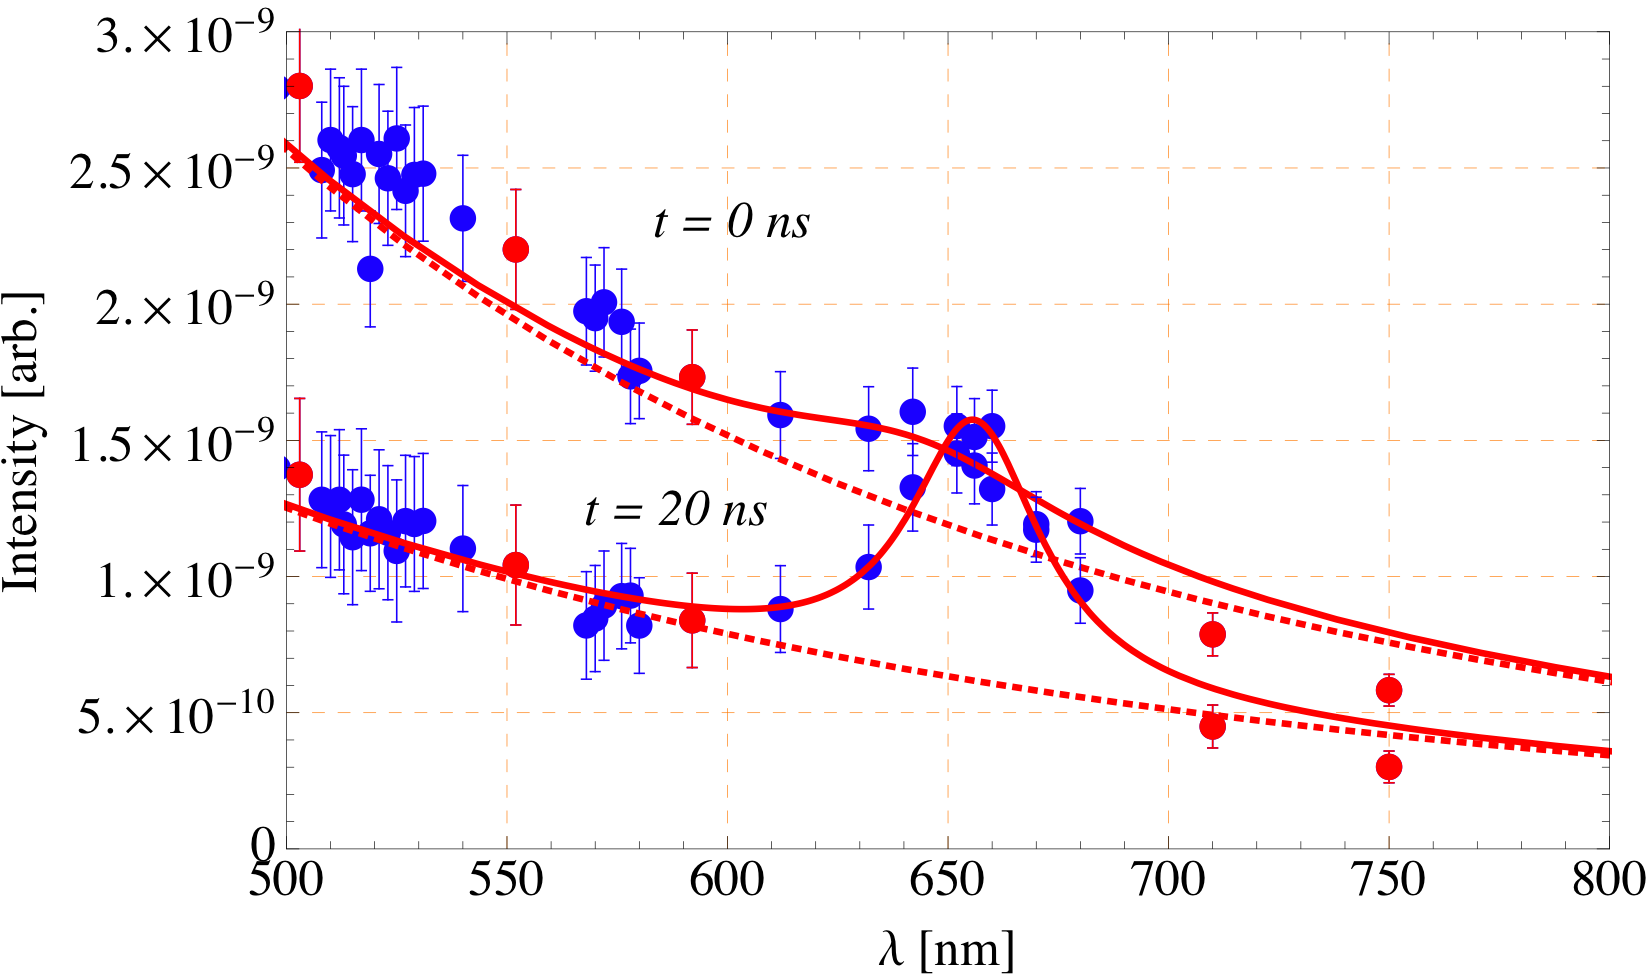 3.×10⁻⁹
2.5×10⁻⁹
2.×10⁻⁹
1.5×10⁻⁹
1.×10⁻⁹
5.×10⁻¹⁰
0
Intensity [arb.]
t = 0 ns
t = 20 ns
500 550 600 650 700 750 800
λ [nm]